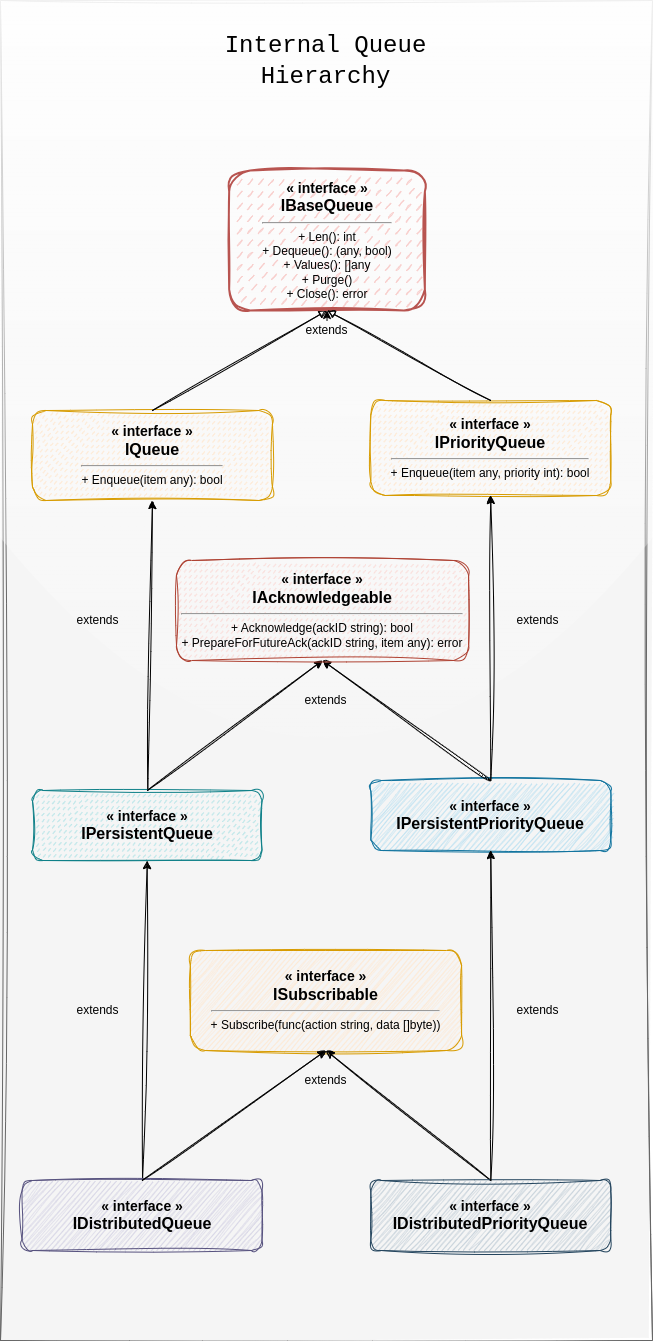 Internal Queue
Hierarchy
« interface »
IBaseQueue
+ Len(): int
+ Dequeue(): (any, bool)
+ Values(): []any
+ Purge()
+ Close(): error
extends
« interface »
IQueue
+ Enqueue(item any): bool
« interface »
IPriorityQueue
+ Enqueue(item any, priority int): bool
« interface »
IAcknowledgeable
+ Acknowledge(ackID string): bool
+ PrepareForFutureAck(ackID string, item any): error
extends
extends
extends
« interface »
IPersistentQueue
« interface »
IPersistentPriorityQueue
« interface »
ISubscribable
+ Subscribe(func(action string, data []byte))
extends
extends
extends
« interface »
IDistributedQueue
« interface »
IDistributedPriorityQueue